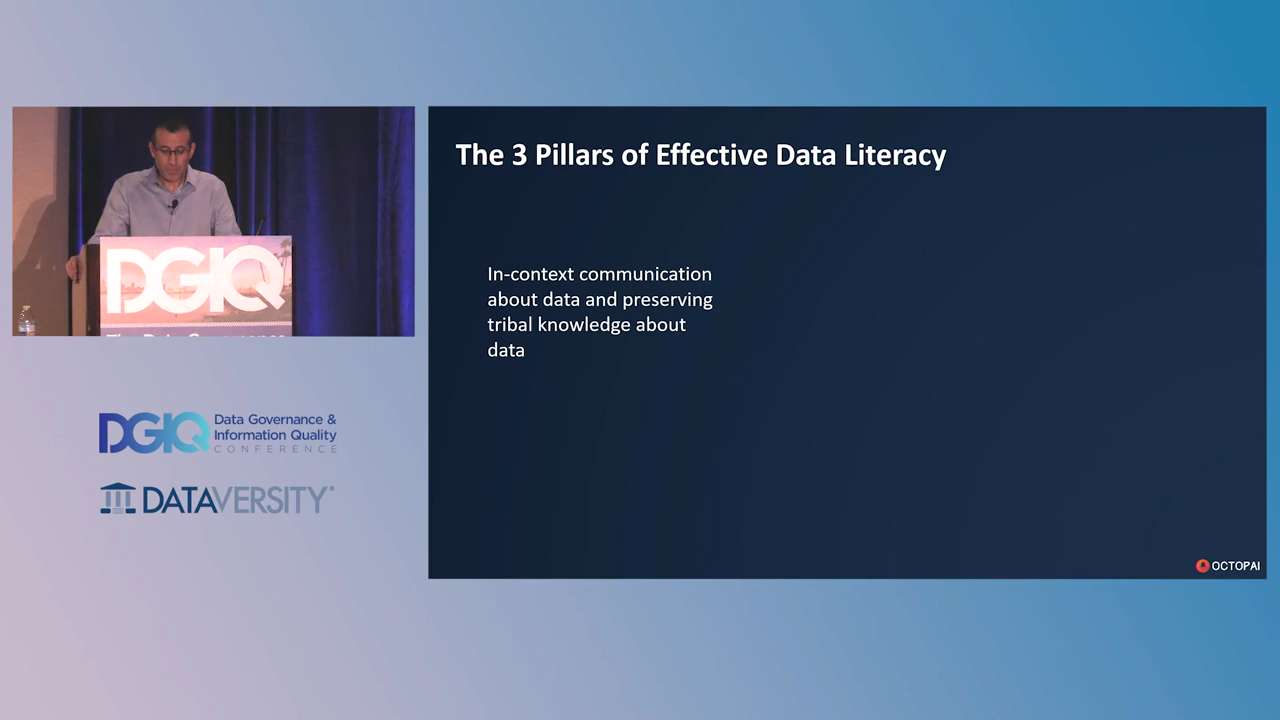 The 3 Pillars of Effective Data Literacy
In-context communication
about data and preserving
tribal knowledge about
data
OCTOPAI
DGIQ
DGIQ
Data Governance &
Information Quality
CONFERENCE
DATAVERSITY